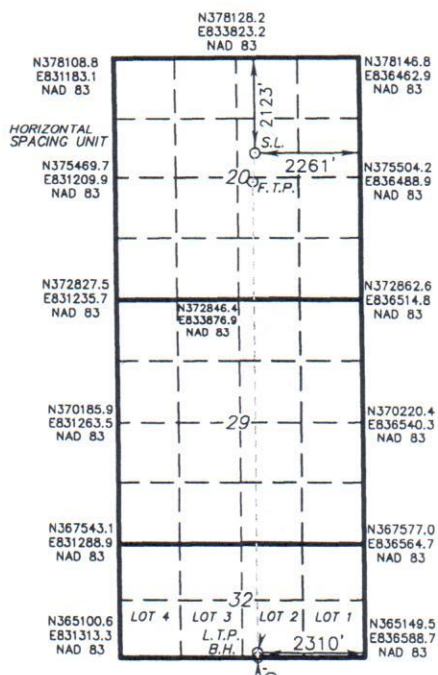 N378128.2
E833823.2
NAD 83
N378108.8
E831183.1
NAD 83
N378146.8
E836462.9
NAD 83
2123'
HORIZONTAL
SPACING UNIT
S.L.
2261'
N375469.7
E831209.9
NAD 83
20
F.T.P.
N375504.2
E836488.9
NAD 83
N372827.5
E831235.7
NAD 83
N372846.4
E833876.9
NAD 83
N372862.6
E836514.8
NAD 83
N370185.9
E831263.5
NAD 83
29
N370220.4
E836540.3
NAD 83
N367543.1
E831288.9
NAD 83
N367577.0
E836564.7
NAD 83
32
N365100.6
E831313.3
NAD 83
LOT 4
LOT 3
LOT 2
LOT 1
L.T.P.
B.H.
2310'
N365149.5
E836588.7
NAD 83